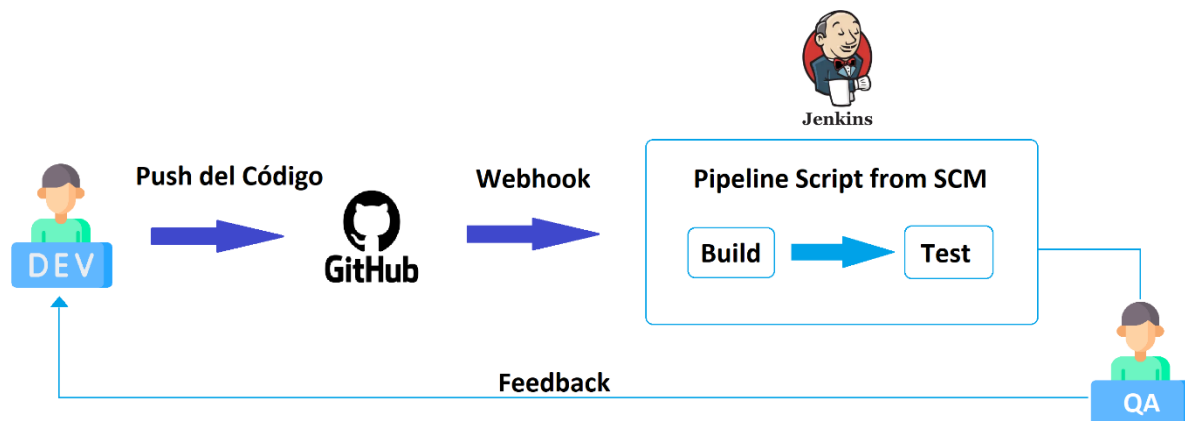 Jenkins
Push del Código
Webhook
Pipeline Script from SCM
DEV
GitHub
Build
Test
Feedback
QA